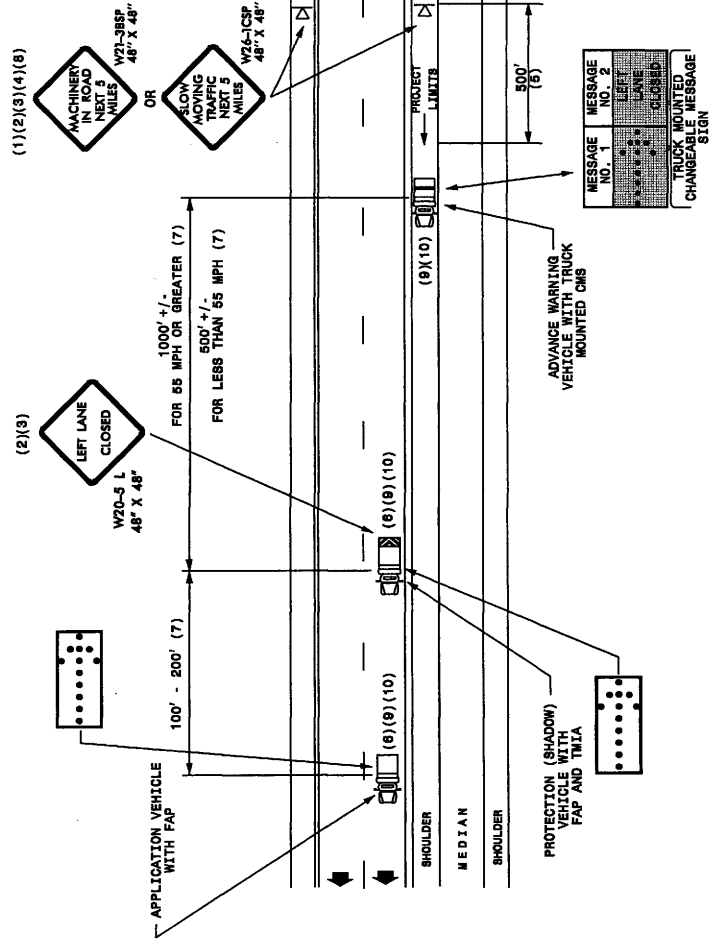 (1)(2)(3)(4)(8)
MACHINERY
IN ROAD
NEXT 5
MILES
W21-3BSP
48" X 48"
OR
SLOW
MOVING
TRAFFIC
NEXT 5
MILES
W26-1CSP
48" X 48"
(2)(3)
LEFT LANE
CLOSED
W20-5 L
48" X 48"
1000' +/-
FOR 55 MPH OR GREATER (7)
500' +/-
FOR LESS THAN 55 MPH (7)
100' - 200' (7)
APPLICATION VEHICLE
WITH FAP
(6)(9)(10)
(6)(9)(10)
(9)(10)
PROJECT
LIMITS
500'
(5)
SHOULDER
MEDIAN
SHOULDER
PROTECTION (SHADOW)
VEHICLE WITH
FAP AND TMIA
ADVANCE WARNING
VEHICLE WITH TRUCK
MOUNTED CMS
MESSAGE
NO. 1
MESSAGE
NO. 2
LEFT
LANE
CLOSED
TRUCK MOUNTED
CHANGEABLE MESSAGE
SIGN